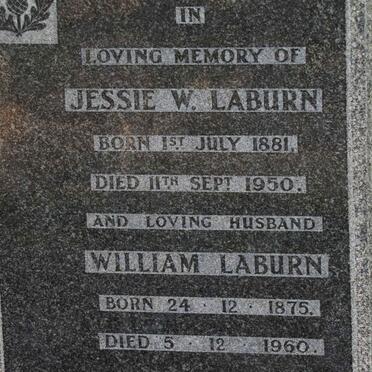 IN
LOVING MEMORY OF
JESSIE W. LABURN
BORN 1ST JULY 1881.
DIED 11TH SEPT 1950.
AND LOVING HUSBAND
WILLIAM LABURN
BORN 24 · 12 · 1875.
DIED 5 · 12 · 1960.